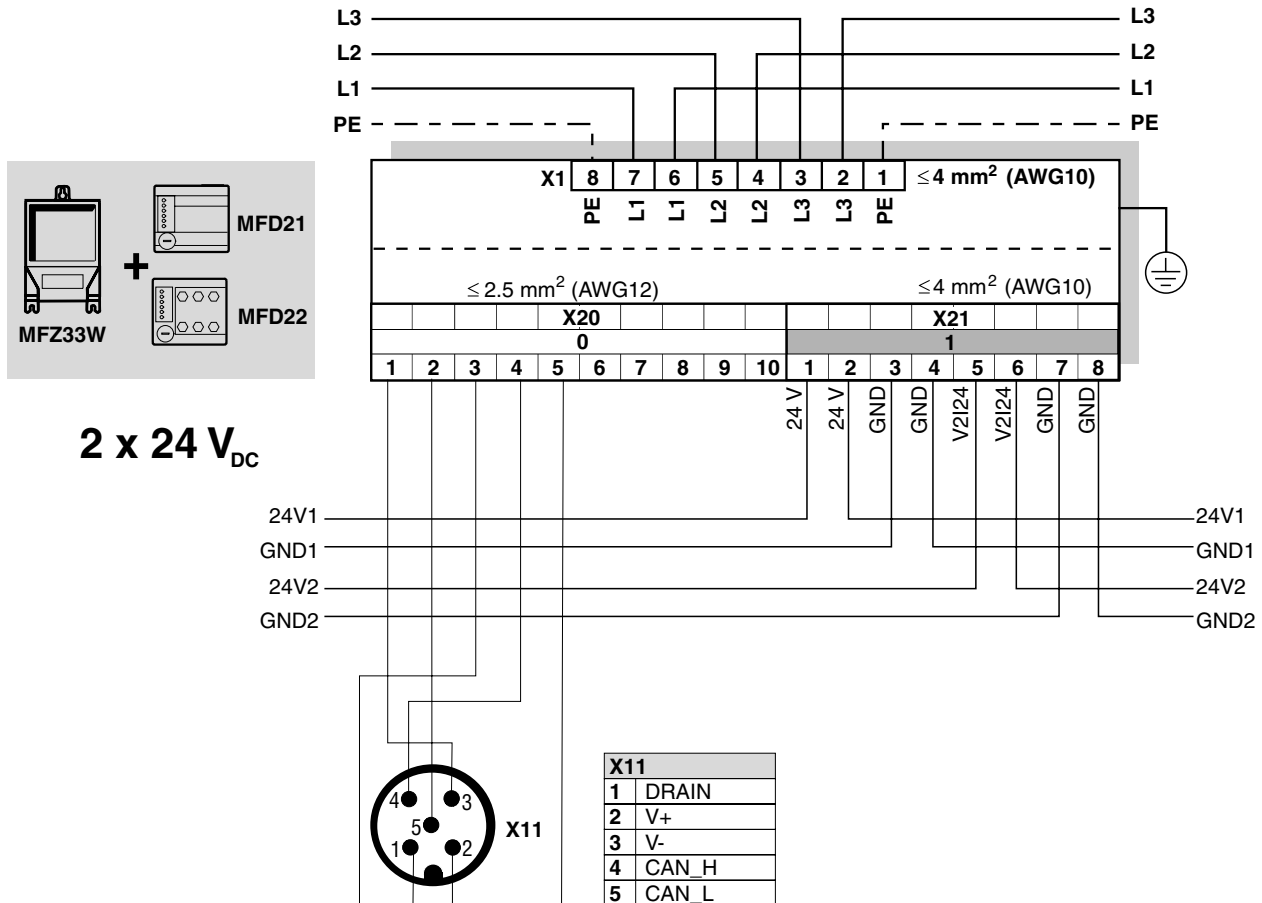 L3 L3
L2 L2
L1 L1
PE PE
X1 8 7 6 5 4 3 2 1 ≤4 mm² (AWG10)
PE L1 L1 L2 L2 L3 L3 PE
MFZ33W
+
MFD21
MFD22
≤ 2.5 mm² (AWG12) ≤4 mm² (AWG10)
X20 X21
0 1
1 2 3 4 5 6 7 8 9 10 1 2 3 4 5 6 7 8
24 V 24 V GND GND V2I24 V2I24 GND GND
2 x 24 V_DC
24V1 24V1
GND1 GND1
24V2 24V2
GND2 GND2
4 3
5
1 2
X11
X11
1 DRAIN
2 V+
3 V-
4 CAN_H
5 CAN_L